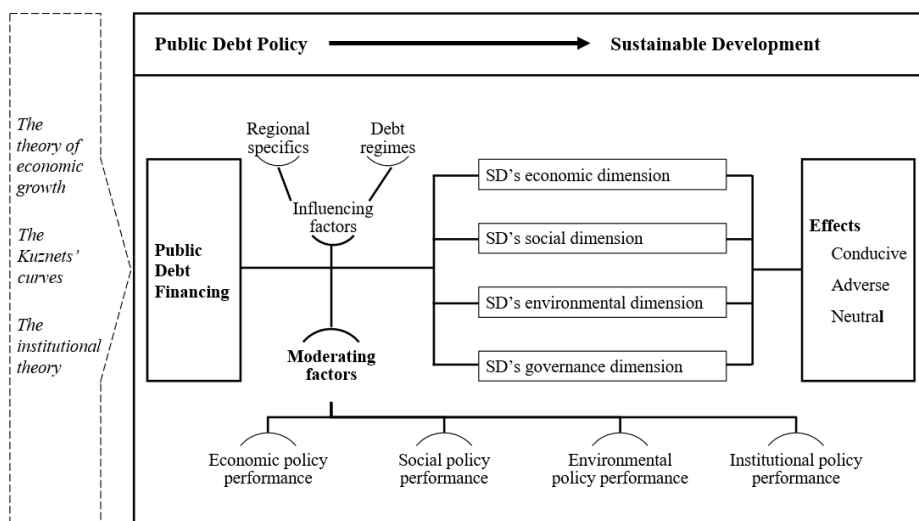 Public Debt Policy
Sustainable Development
The
theory of
economic
growth
The
Kuznets’
curves
The
institutional
theory
Regional
specifics
Debt
regimes
Influencing
factors
Public
Debt
Financing
Moderating
factors
SD’s economic dimension
SD’s social dimension
SD’s environmental dimension
SD’s governance dimension
Effects
Conducive
Adverse
Neutral
Economic policy
performance
Social policy
performance
Environmental
policy performance
Institutional policy
performance